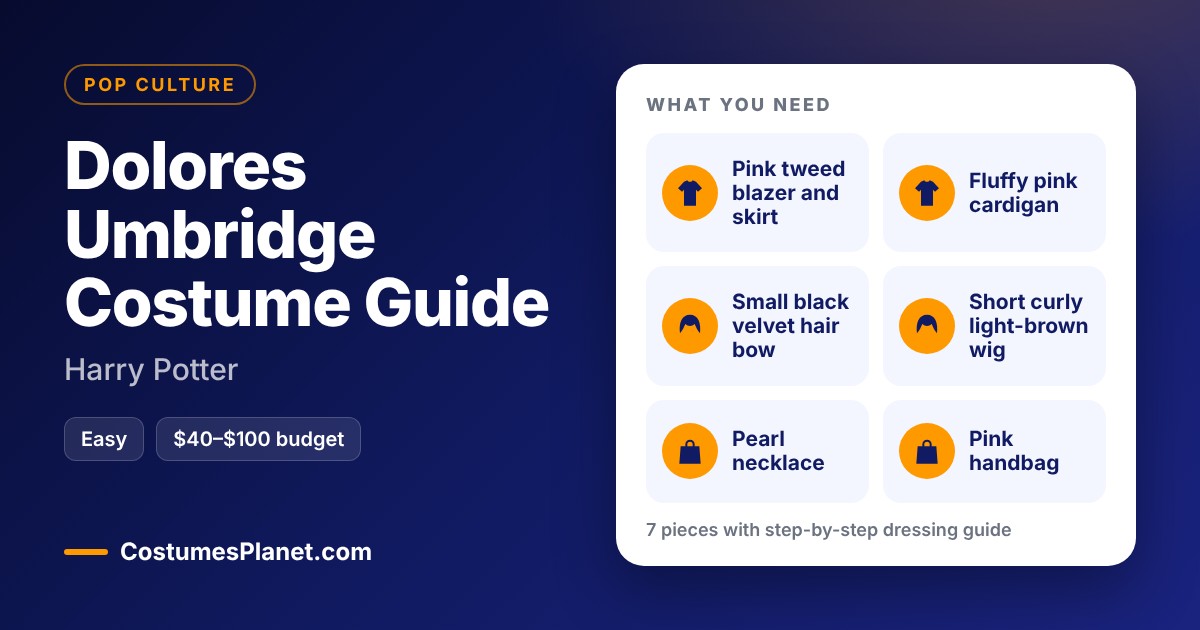 POP CULTURE
Dolores
Umbridge
Costume Guide
Harry Potter
Easy
$40–$100 budget
CostumesPlanet.com
WHAT YOU NEED
Pink tweed
blazer and
skirt
Fluffy pink
cardigan
Small black
velvet hair
bow
Short curly
light-brown
wig
Pearl
necklace
Pink
handbag
7 pieces with step-by-step dressing guide